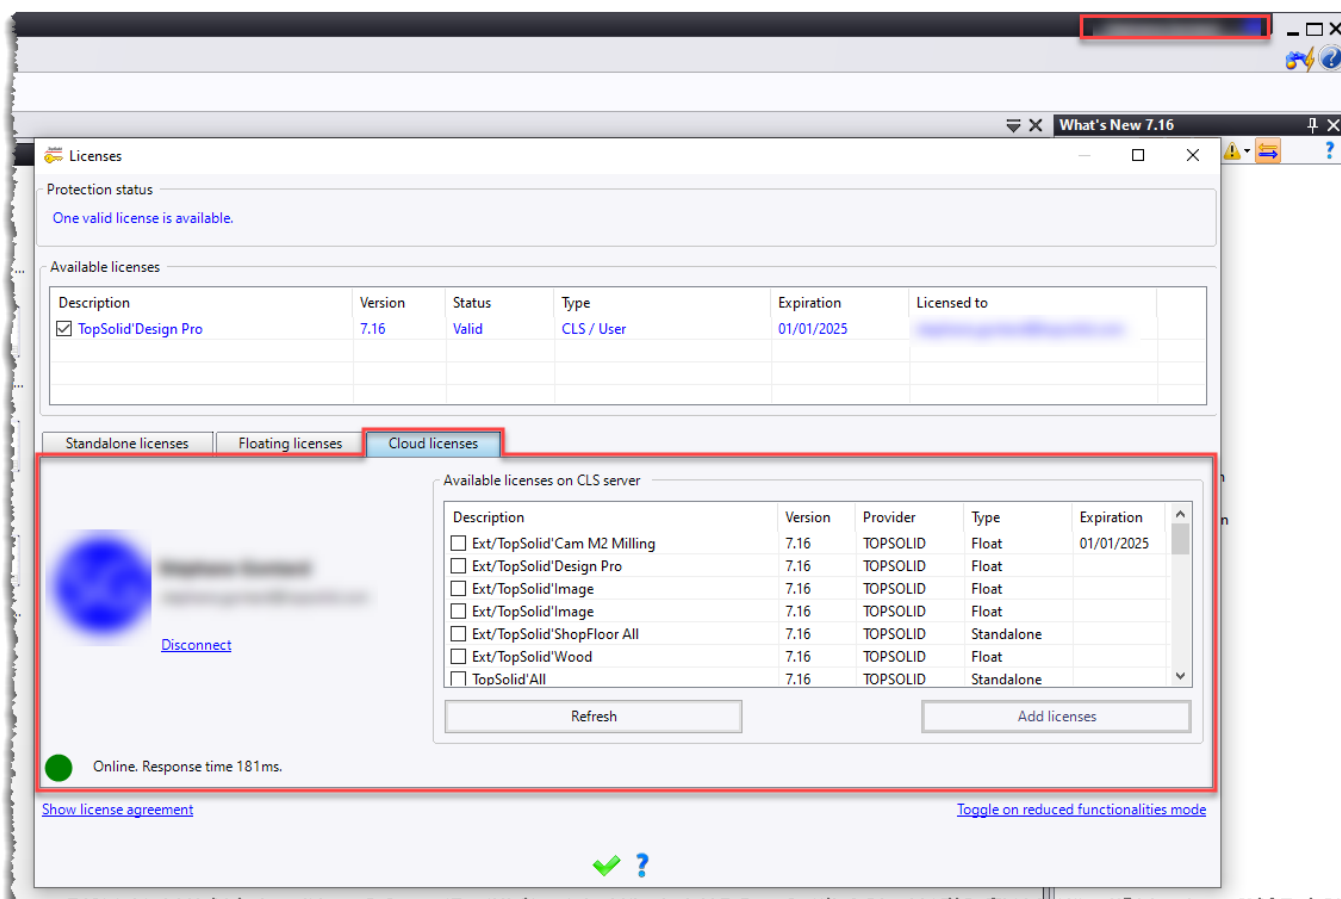 What's New 7.16
Licenses
Protection status
One valid license is available.
Available licenses
Description Version Status Type Expiration Licensed to
TopSolid'Design Pro 7.16 Valid CLS / User 01/01/2025
Standalone licenses Floating licenses Cloud licenses
Available licenses on CLS server
Description Version Provider Type Expiration
Ext/TopSolid'Cam M2 Milling 7.16 TOPSOLID Float 01/01/2025
Ext/TopSolid'Design Pro 7.16 TOPSOLID Float
Ext/TopSolid'Image 7.16 TOPSOLID Float
Ext/TopSolid'Image 7.16 TOPSOLID Float
Ext/TopSolid'ShopFloor All 7.16 TOPSOLID Standalone
Ext/TopSolid'Wood 7.16 TOPSOLID Float
TopSolid'All 7.16 TOPSOLID Standalone
Disconnect
Refresh Add licenses
Online. Response time 181ms.
Show license agreement Toggle on reduced functionalities mode